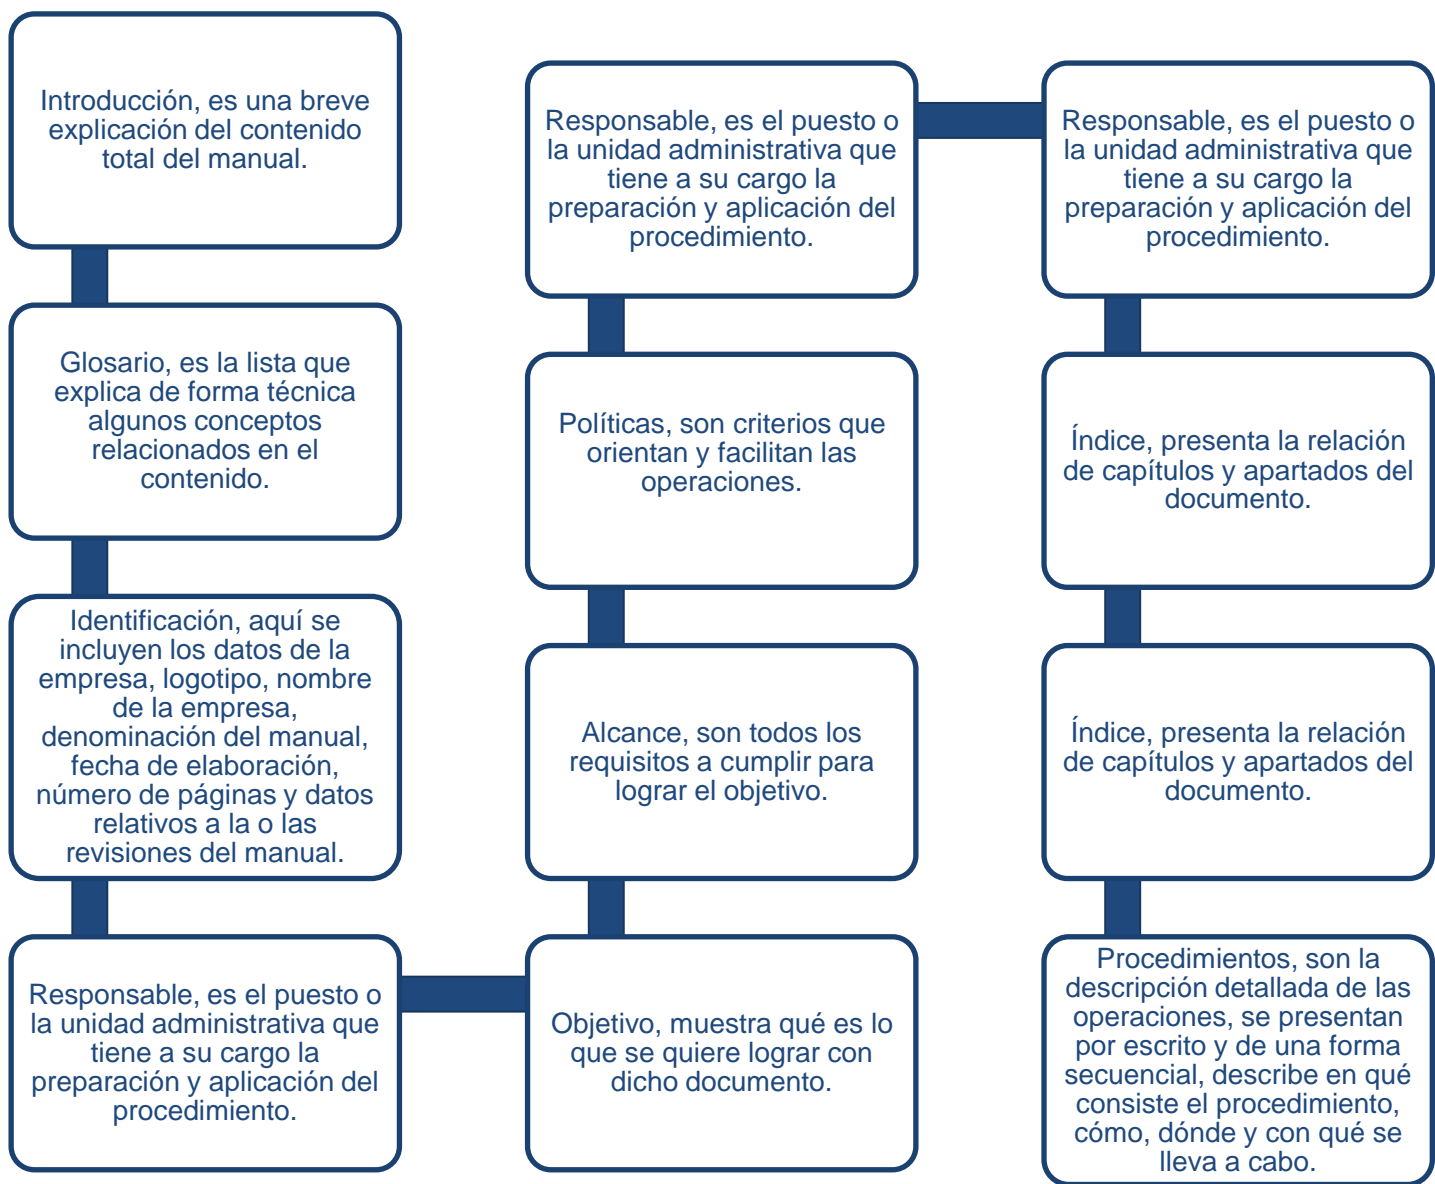 Introducción, es una breve
explicación del contenido
total del manual.
Glosario, es la lista que
explica de forma técnica
algunos conceptos
relacionados en el
contenido.
Identificación, aquí se
incluyen los datos de la
empresa, logotipo, nombre
de la empresa,
denominación del manual,
fecha de elaboración,
número de páginas y datos
relativos a la o las
revisiones del manual.
Responsable, es el puesto o
la unidad administrativa que
tiene a su cargo la
preparación y aplicación del
procedimiento.
Objetivo, muestra qué es lo
que se quiere lograr con
dicho documento.
Alcance, son todos los
requisitos a cumplir para
lograr el objetivo.
Políticas, son criterios que
orientan y facilitan las
operaciones.
Responsable, es el puesto o
la unidad administrativa que
tiene a su cargo la
preparación y aplicación del
procedimiento.
Responsable, es el puesto o
la unidad administrativa que
tiene a su cargo la
preparación y aplicación del
procedimiento.
Índice, presenta la relación
de capítulos y apartados del
documento.
Índice, presenta la relación
de capítulos y apartados del
documento.
Procedimientos, son la
descripción detallada de las
operaciones, se presentan
por escrito y de una forma
secuencial, describe en qué
consiste el procedimiento,
cómo, dónde y con qué se
lleva a cabo.